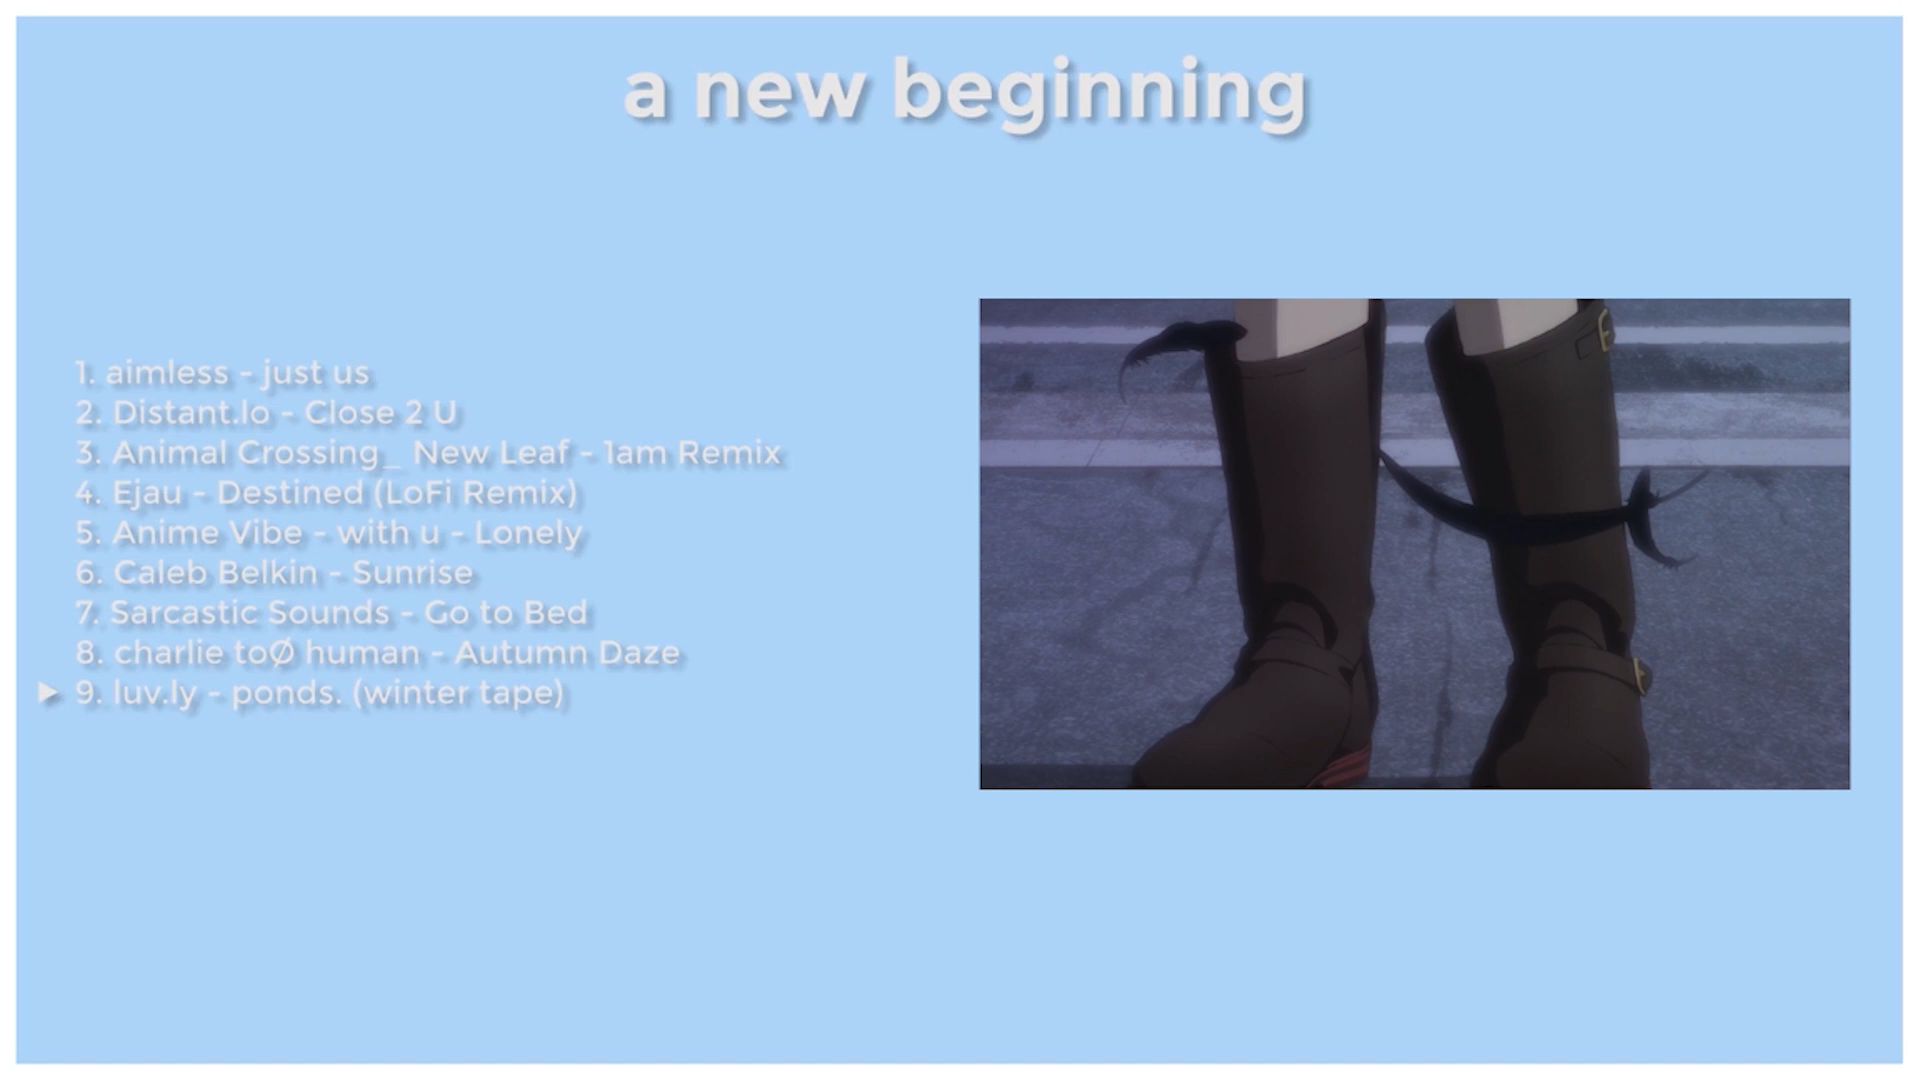 a new beginning
1. aimless - just us
2. Distant.lo - Close 2 U
3. Animal Crossing_ New Leaf - 1am Remix
4. Ejau - Destined (LoFi Remix)
5. Anime Vibe - with u - Lonely
6. Caleb Belkin - Sunrise
7. Sarcastic Sounds - Go to Bed
8. charlie toØ human - Autumn Daze
9. luv.ly - ponds. (winter tape)